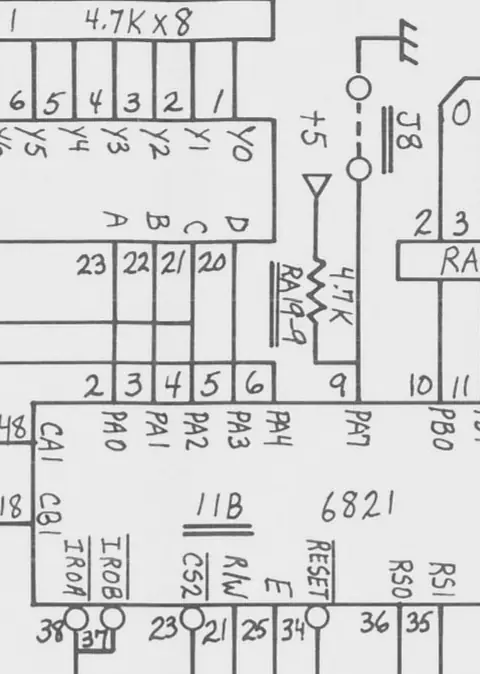 1 4.7K X 8
6 5 4 3 2 1
Y5 Y4 Y3 Y2 Y1 Y0
+5
J8
0
A B C D
2 3
23 22 21 20
RA19-9
4.7K
RA
2 3 4 5 6 9 10 11
48
CA1
PA0 PA1 PA2 PA3 PA4 PA7 PB0
18
CB1
11B 6821
IRQA IRQB CS2 R/W E RESET RS0 RS1
38 37 23 21 25 34 36 35